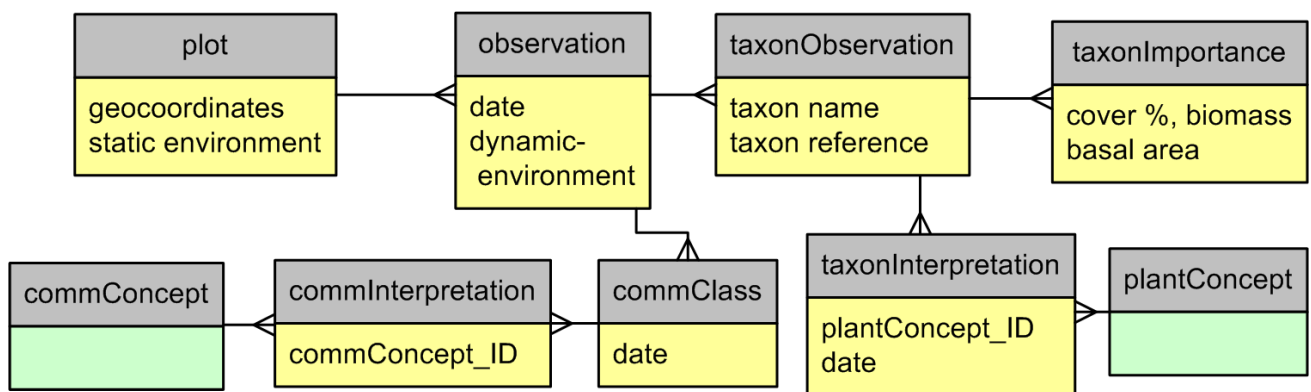 plot
geocoordinates
static environment
observation
date
dynamic-
environment
taxonObservation
taxon name
taxon reference
taxonImportance
cover %, biomass
basal area
commConcept
commInterpretation
commConcept_ID
commClass
date
taxonInterpretation
plantConcept_ID
date
plantConcept